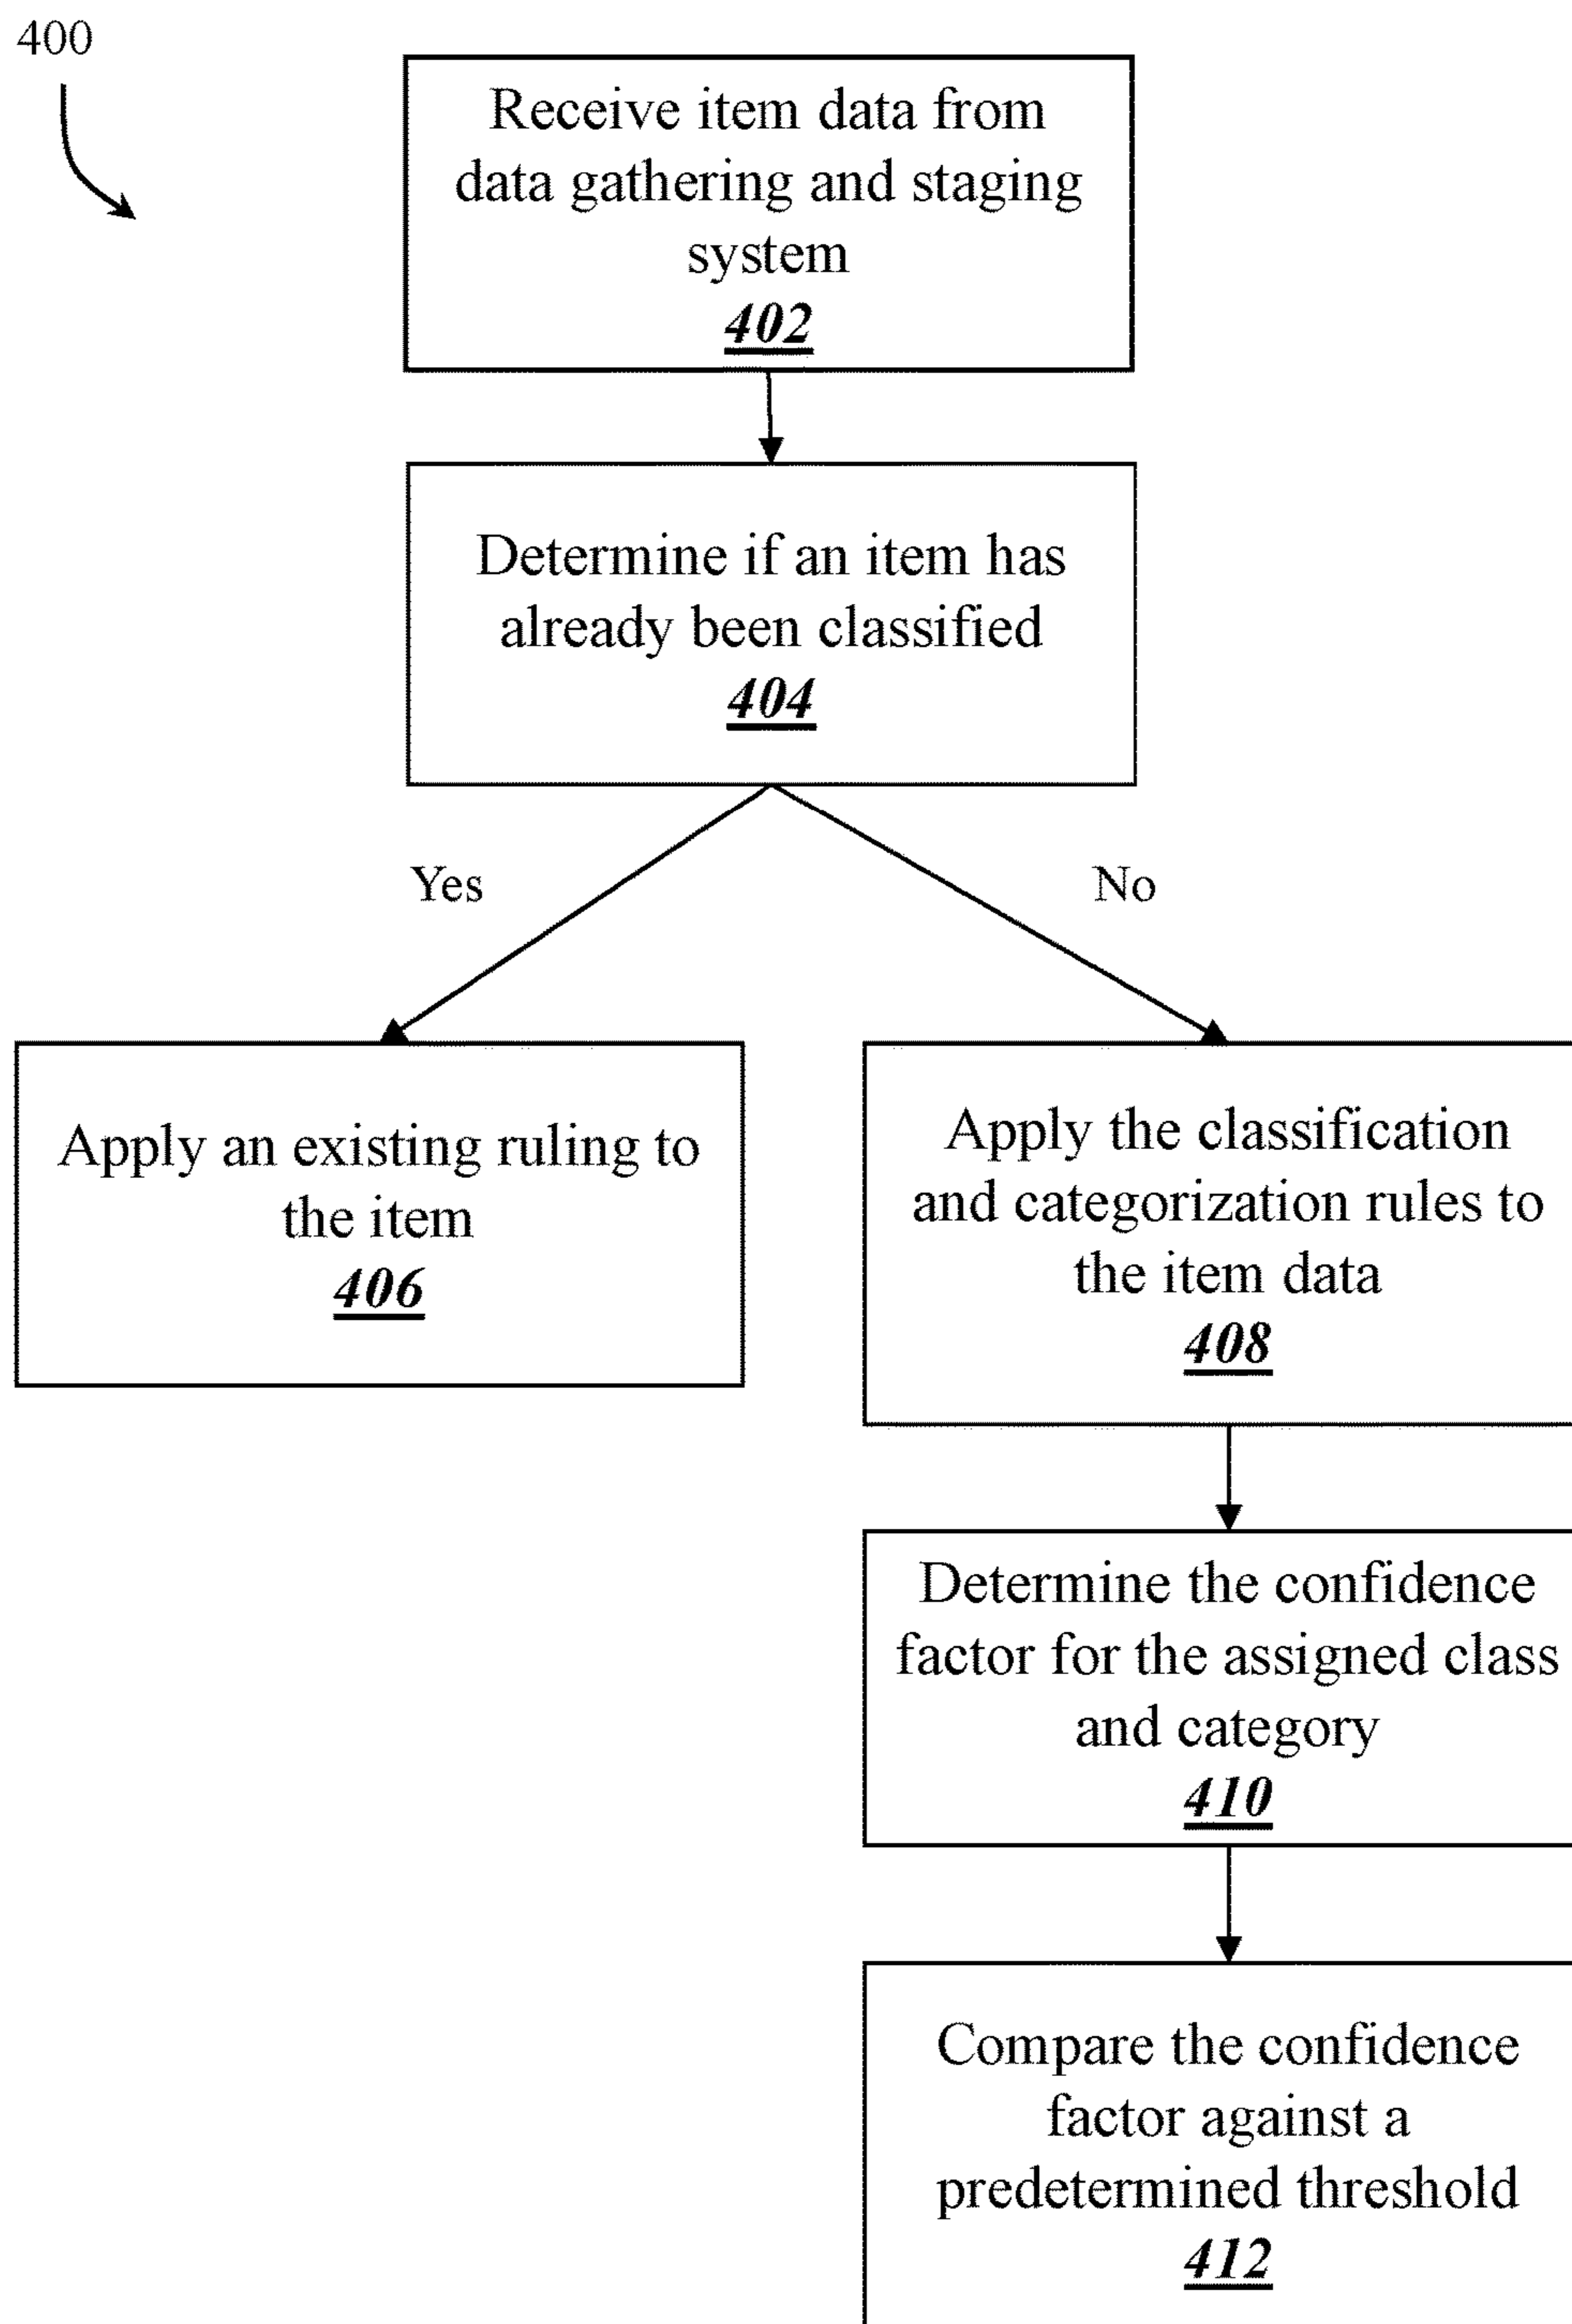 400
Receive item data from
data gathering and staging
system
402
Determine if an item has
already been classified
404
Yes
No
Apply an existing ruling to
the item
406
Apply the classification
and categorization rules to
the item data
408
Determine the confidence
factor for the assigned class
and category
410
Compare the confidence
factor against a
predetermined threshold
412